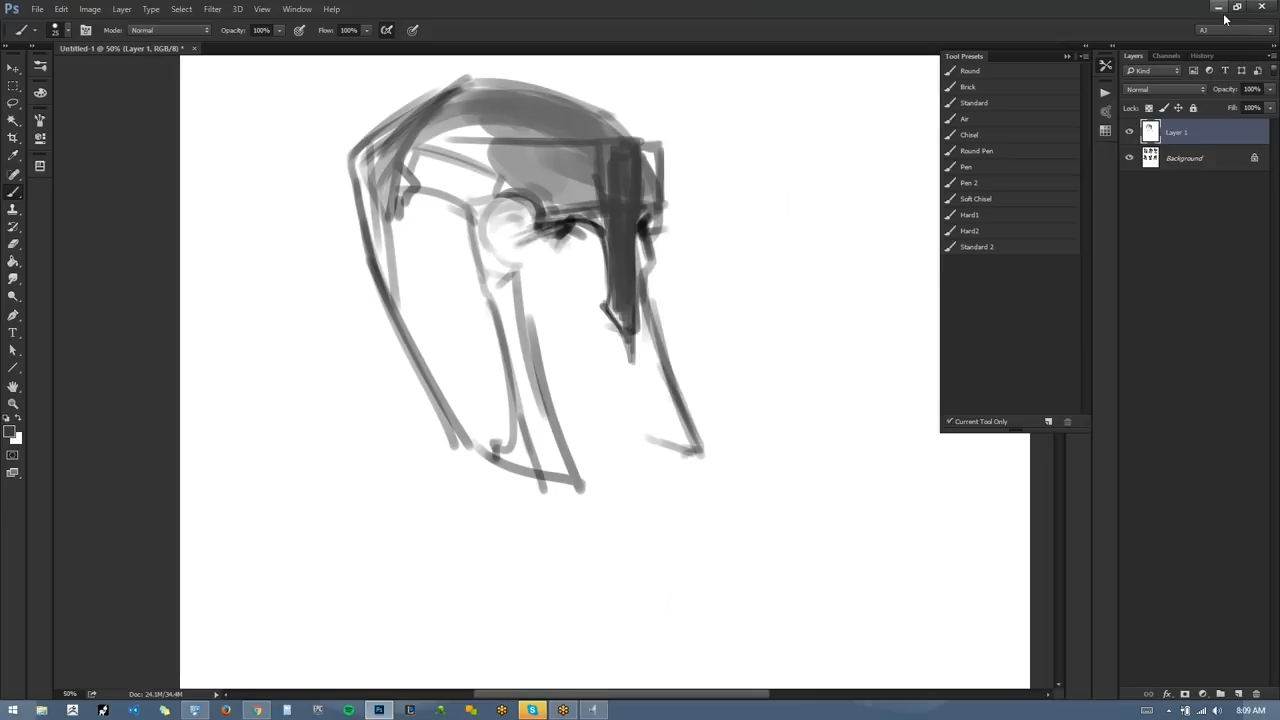 Ps File Edit Image Layer Type Select Filter 3D View Window Help
25 Mode: Normal Opacity: 100% Flow: 100% AJ
Untitled-1 @ 50% (Layer 1, RGB/8) * ×
Tool Presets
Round
Brick
Standard
Air
Chisel
Round Pen
Pen
Pen 2
Soft Chisel
Hard1
Hard2
Standard 2
Current Tool Only
Layers Channels History
Kind
Normal Opacity: 100%
Lock: Fill: 100%
Layer 1
Background
50% Doc: 24.1M/34.4M
8:09 AM